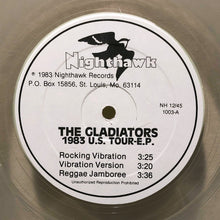 Nighthawk
℗ 1983 Nighthawk Records
P.O. Box 15856, St. Louis, Mo. 63114
NH 12/45
1003-A
THE GLADIATORS
1983 U.S. TOUR-E.P.
Rocking Vibration 3:25
Vibration Version 3:20
Reggae Jamboree 3:36
Unauthorized Reproduction Prohibited